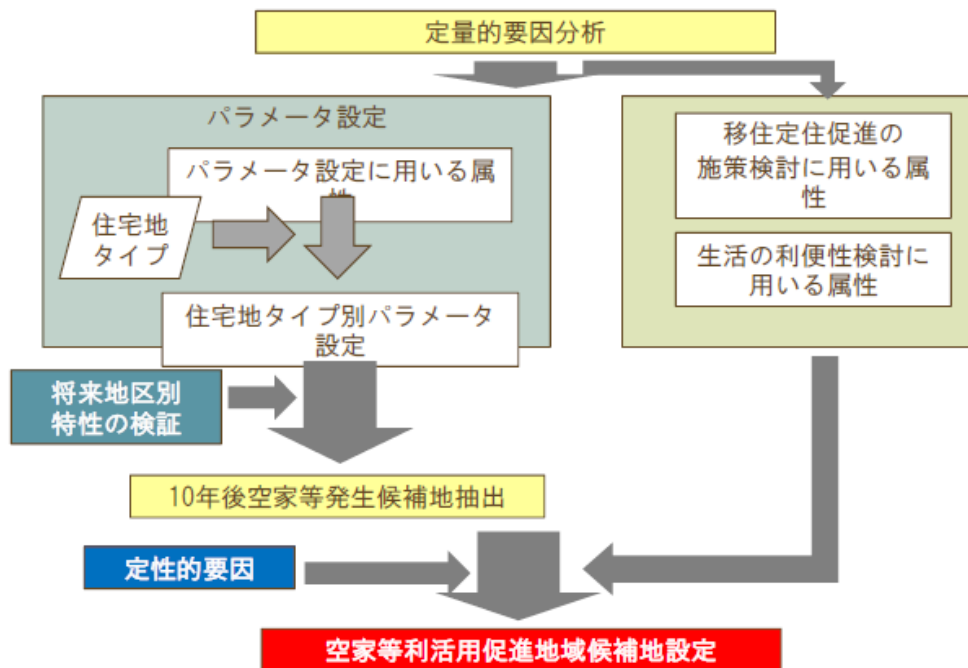 定量的要因分析
パラメータ設定
パラメータ設定に用いる属
性
住宅地
タイプ
住宅地タイプ別パラメータ
設定
移住定住促進の
施策検討に用いる属
性
生活の利便性検討に
用いる属性
将来地区別
特性の検証
10年後空家等発生候補地抽出
定性的要因
空家等利活用促進地域候補地設定